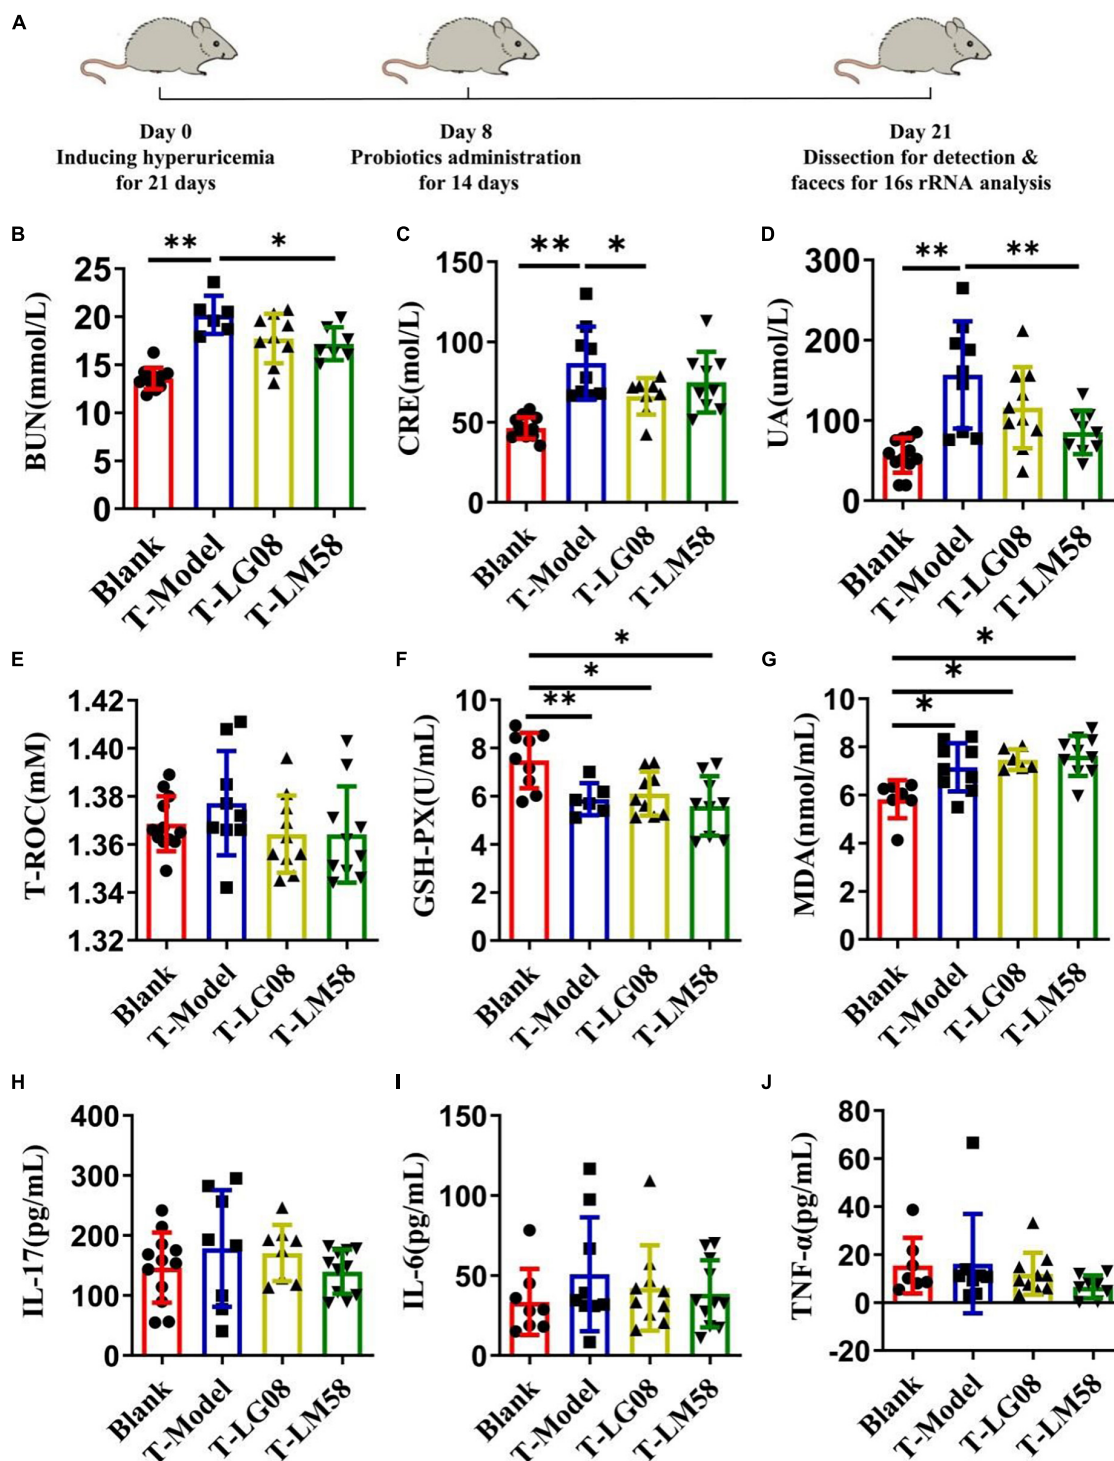 A
Day 0
Inducing hyperuricemia
for 21 days
Day 8
Probiotics administration
for 14 days
Day 21
Dissection for detection &
facecs for 16s rRNA analysis
B
** *
BUN(mmol/L)
25
20
15
10
5
0
Blank
T-Model
T-LG08
T-LM58
C
** *
CRE(mol/L)
150
100
50
0
Blank
T-Model
T-LG08
T-LM58
D
** **
UA(umol/L)
300
200
100
0
Blank
T-Model
T-LG08
T-LM58
E
T-ROC(mM)
1.42
1.40
1.38
1.36
1.34
1.32
Blank
T-Model
T-LG08
T-LM58
F
*
*
**
GSH-PX(U/mL)
10
8
6
4
2
0
Blank
T-Model
T-LG08
T-LM58
G
*
*
*
MDA(nmol/mL)
10
8
6
4
2
0
Blank
T-Model
T-LG08
T-LM58
H
IL-17(pg/mL)
400
300
200
100
0
Blank
T-Model
T-LG08
T-LM58
I
IL-6(pg/mL)
150
100
50
0
Blank
T-Model
T-LG08
T-LM58
J
TNF-α(pg/mL)
80
60
40
20
0
-20
Blank
T-Model
T-LG08
T-LM58